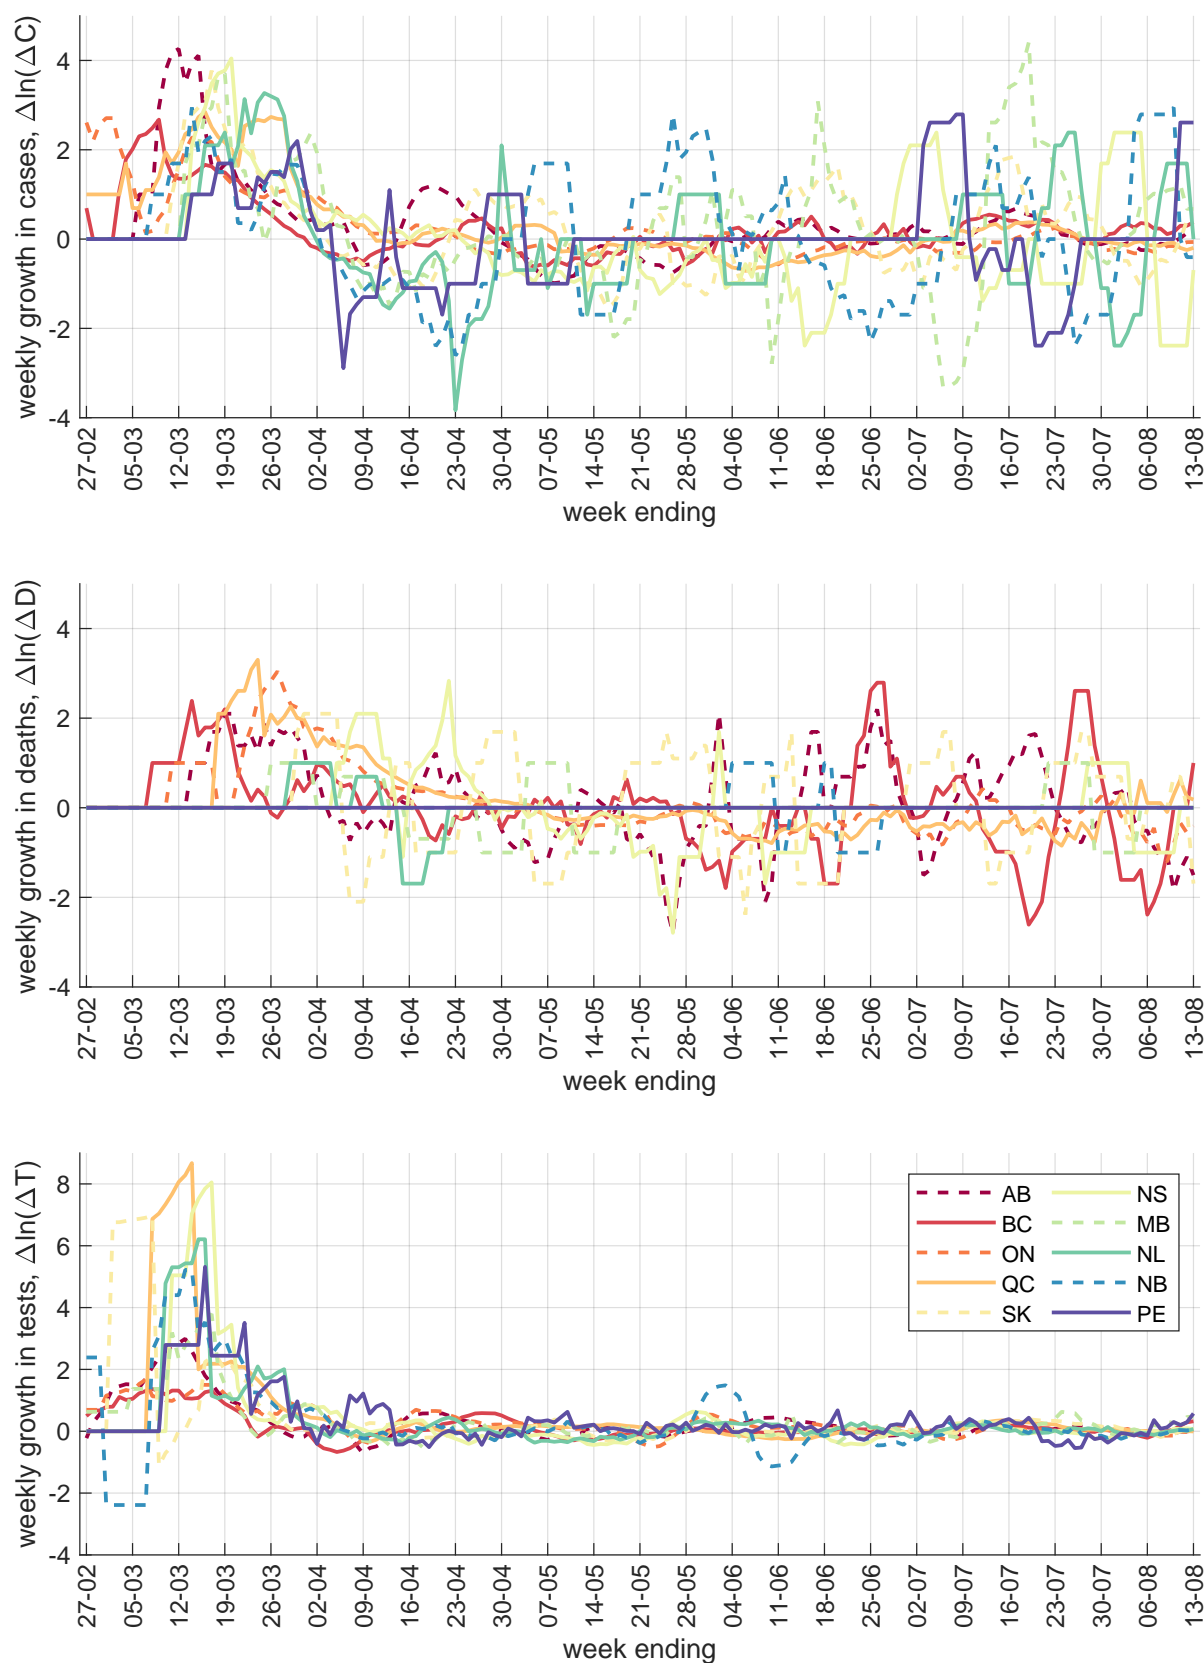 weekly growth in cases, Δln(ΔC)
4
2
0
-2
-4
27-02 05-03 12-03 19-03 26-03 02-04 09-04 16-04 23-04 30-04 07-05 14-05 21-05 28-05 04-06 11-06 18-06 25-06 02-07 09-07 16-07 23-07 30-07 06-08 13-08
week ending
weekly growth in deaths, Δln(ΔD)
4
2
0
-2
-4
27-02 05-03 12-03 19-03 26-03 02-04 09-04 16-04 23-04 30-04 07-05 14-05 21-05 28-05 04-06 11-06 18-06 25-06 02-07 09-07 16-07 23-07 30-07 06-08 13-08
week ending
weekly growth in tests, Δln(ΔT)
8
6
4
2
0
-2
-4
AB NS
BC MB
ON NL
QC NB
SK PE
27-02 05-03 12-03 19-03 26-03 02-04 09-04 16-04 23-04 30-04 07-05 14-05 21-05 28-05 04-06 11-06 18-06 25-06 02-07 09-07 16-07 23-07 30-07 06-08 13-08
week ending